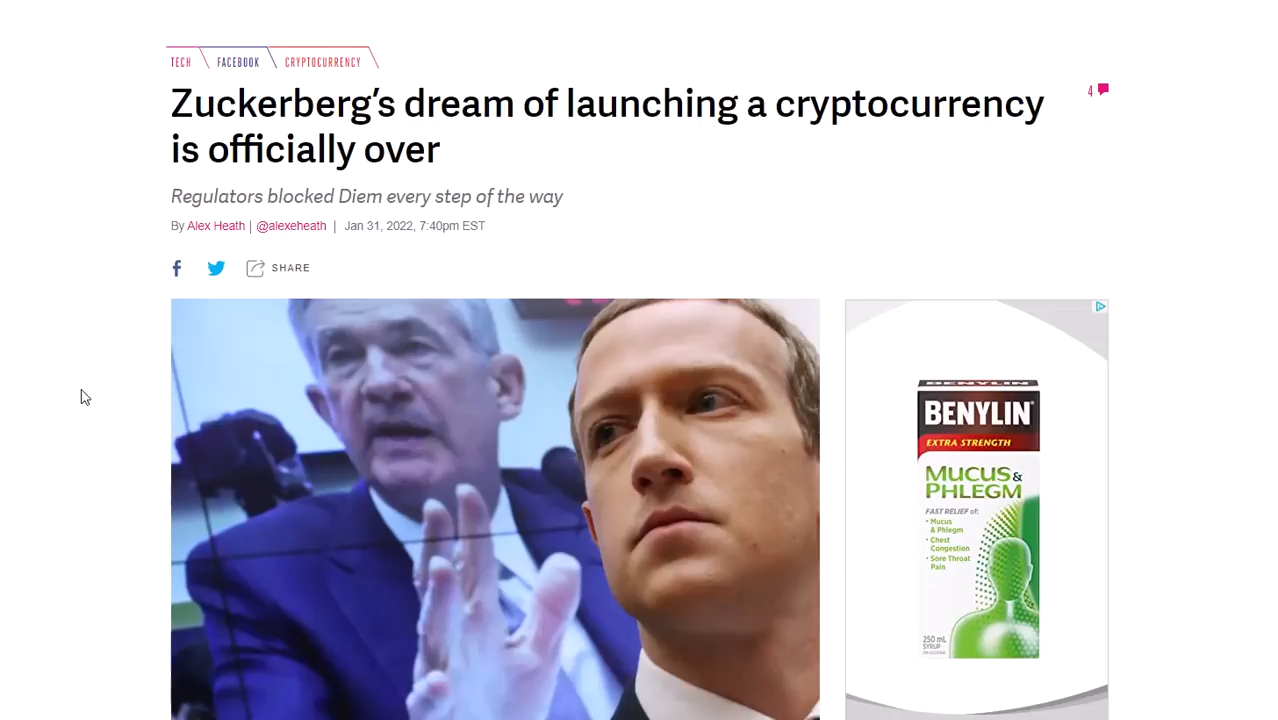 TECH FACEBOOK CRYPTOCURRENCY
Zuckerberg's dream of launching a cryptocurrency
is officially over
4
Regulators blocked Diem every step of the way
By Alex Heath | @alexeheath | Jan 31, 2022, 7:40pm EST
SHARE
BENYLIN
BENYLIN
EXTRA STRENGTH
MUCUS &
PHLEGM
FAST RELIEF of:
• Mucus
& Phlegm
• Chest
Congestion
• Sore Throat
Pain
250 mL
SYRUP